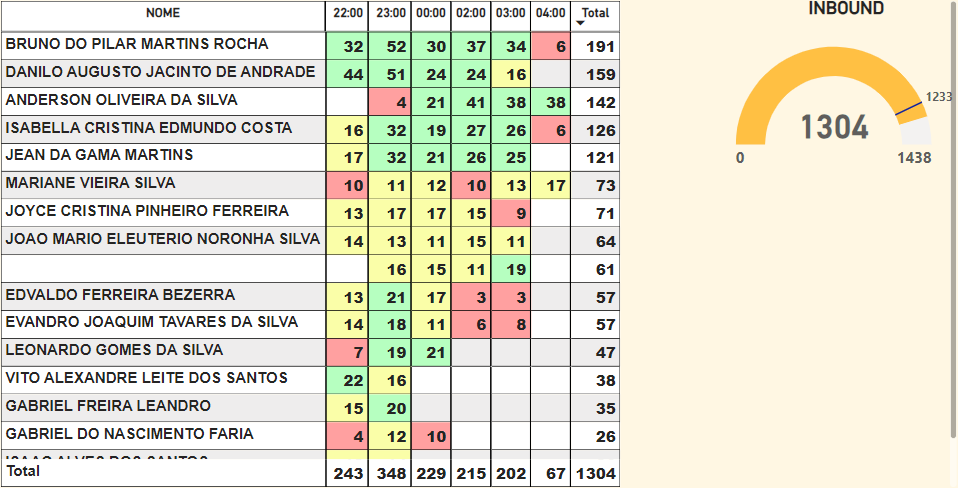 NOME 22:00 23:00 00:00 02:00 03:00 04:00 Total
BRUNO DO PILAR MARTINS ROCHA 32 52 30 37 34 6 191
DANILO AUGUSTO JACINTO DE ANDRADE 44 51 24 24 16 159
ANDERSON OLIVEIRA DA SILVA 4 21 41 38 38 142
ISABELLA CRISTINA EDMUNDO COSTA 16 32 19 27 26 6 126
JEAN DA GAMA MARTINS 17 32 21 26 25 121
MARIANE VIEIRA SILVA 10 11 12 10 13 17 73
JOYCE CRISTINA PINHEIRO FERREIRA 13 17 17 15 9 71
JOAO MARIO ELEUTERIO NORONHA SILVA 14 13 11 15 11 64
16 15 11 19 61
EDVALDO FERREIRA BEZERRA 13 21 17 3 3 57
EVANDRO JOAQUIM TAVARES DA SILVA 14 18 11 6 8 57
LEONARDO GOMES DA SILVA 7 19 21 47
VITO ALEXANDRE LEITE DOS SANTOS 22 16 38
GABRIEL FREIRA LEANDRO 15 20 35
GABRIEL DO NASCIMENTO FARIA 4 12 10 26
Total 243 348 229 215 202 67 1304
INBOUND
1233
1304
0 1438